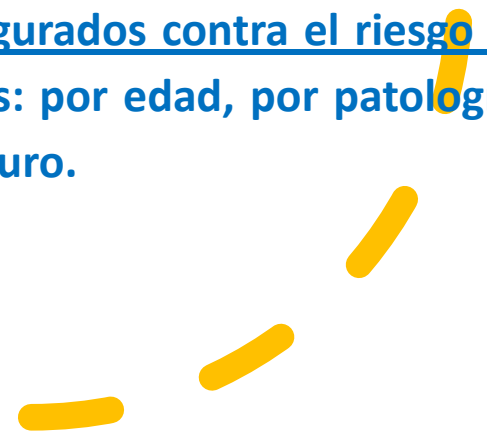 gurados contra el riesgo
s: por edad, por patolog
uro.